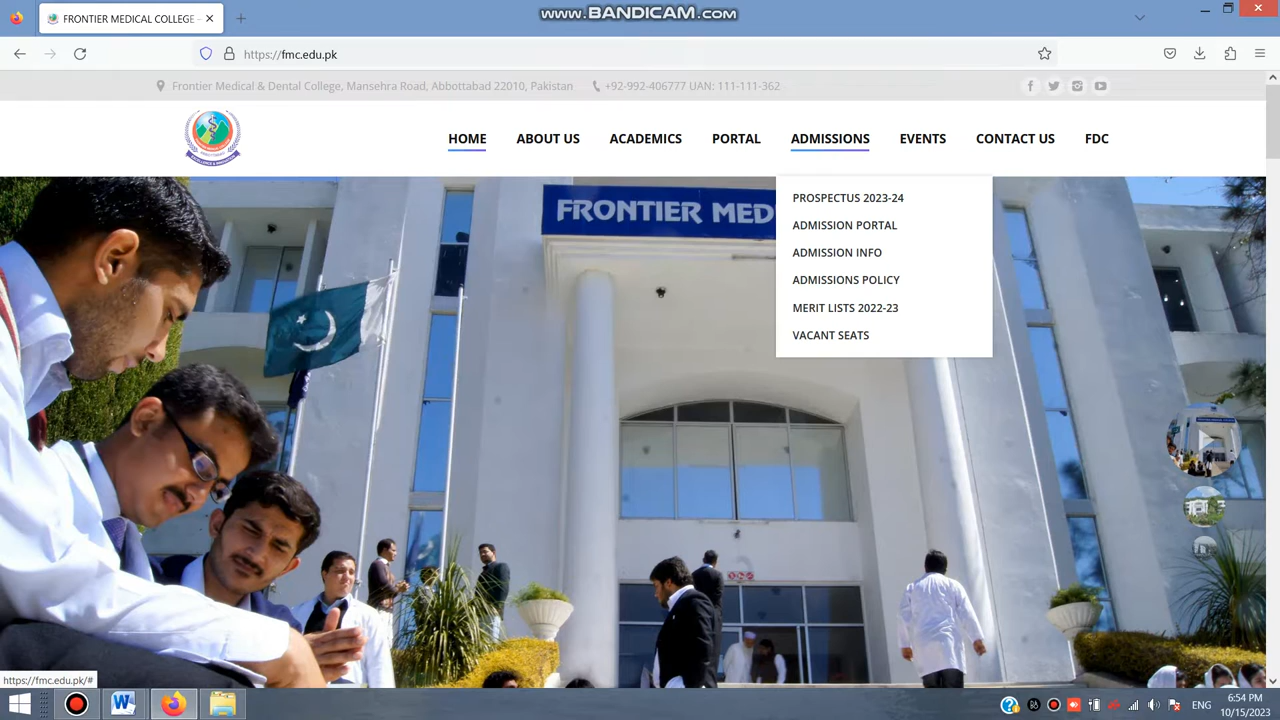 FRONTIER MEDICAL COLLEGE –
www.BANDICAM.com
https://fmc.edu.pk
Frontier Medical & Dental College, Mansehra Road, Abbottabad 22010, Pakistan
+92-992-406777 UAN: 111-111-362
HOME
ABOUT US
ACADEMICS
PORTAL
ADMISSIONS
EVENTS
CONTACT US
FDC
PROSPECTUS 2023-24
ADMISSION PORTAL
ADMISSION INFO
ADMISSIONS POLICY
MERIT LISTS 2022-23
VACANT SEATS
FRONTIER MED
https://fmc.edu.pk/#
ENG
6:54 PM
10/15/2023